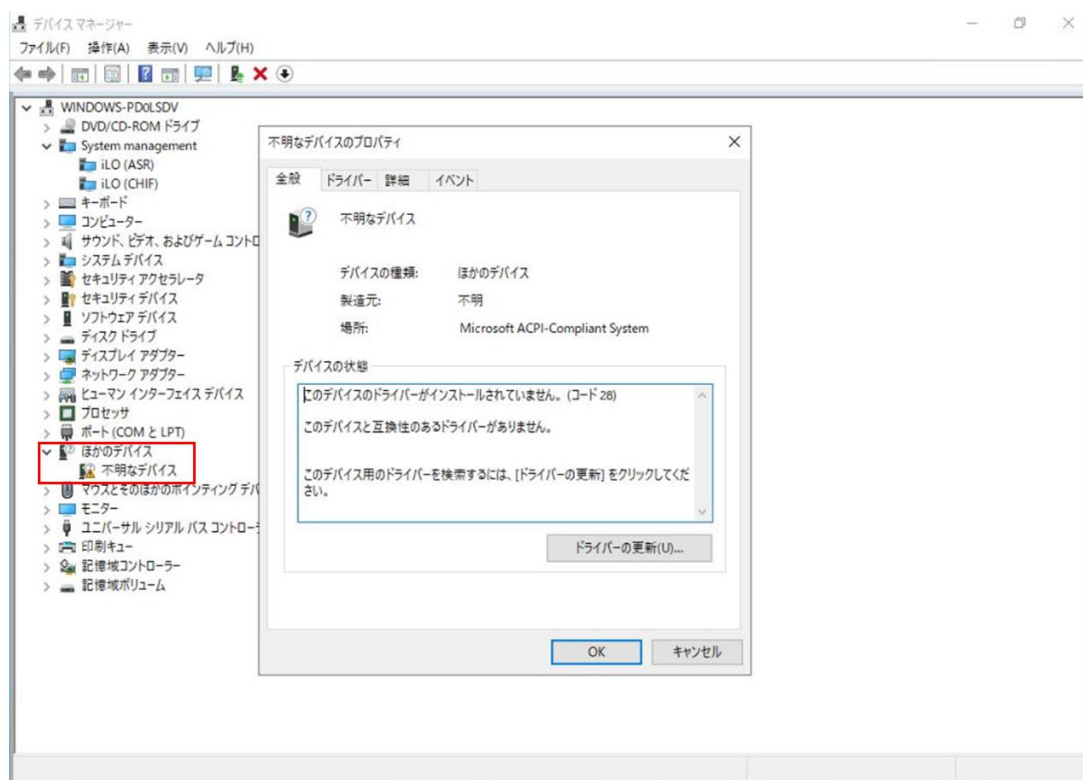 デバイス マネージャー
ファイル(F) 操作(A) 表示(V) ヘルプ(H)
WINDOWS-PD0LSDV
DVD/CD-ROM ドライブ
System management
iLO (ASR)
iLO (CHIF)
キーボード
コンピューター
サウンド、ビデオ、およびゲーム コントロ
システム デバイス
セキュリティ アクセラレータ
セキュリティ デバイス
ソフトウェア デバイス
ディスク ドライブ
ディスプレイ アダプター
ネットワーク アダプター
ヒューマン インターフェイス デバイス
プロセッサ
ポート (COM と LPT)
ほかのデバイス
不明なデバイス
マウスとそのほかのポインティング デバ
モニター
ユニバーサル シリアル バス コントロー
印刷キュー
記憶域コントローラー
記憶域ボリューム
不明なデバイスのプロパティ
全般 ドライバー 詳細 イベント
不明なデバイス
デバイスの種類: ほかのデバイス
製造元: 不明
場所: Microsoft ACPI-Compliant System
デバイスの状態
このデバイスのドライバーがインストールされていません。 (コード 28)
このデバイスと互換性のあるドライバーがありません。
このデバイス用のドライバーを検索するには、[ドライバーの更新] をクリックしてくだ
さい。
ドライバーの更新(U)...
OK キャンセル